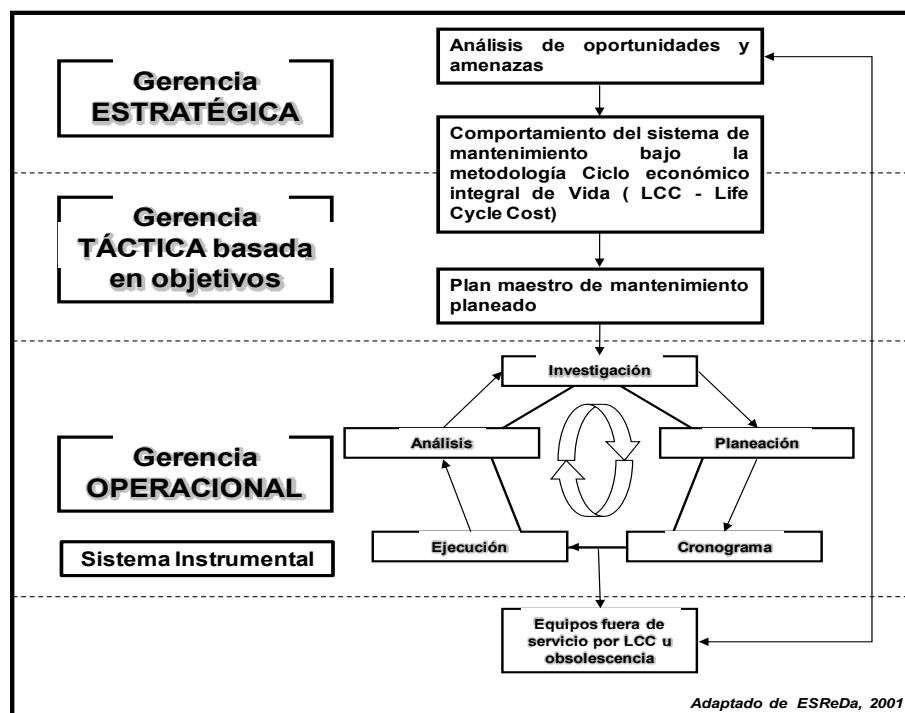 Análisis de oportunidades y
amenazas
Gerencia
ESTRATÉGICA
Comportamiento del sistema de
mantenimiento bajo la
metodología Ciclo económico
integral de Vida ( LCC - Life
Cycle Cost)
Gerencia
TÁCTICA basada
en objetivos
Plan maestro de mantenimiento
planeado
Investigación
Análisis
Planeación
Gerencia
OPERACIONAL
Ejecución
Cronograma
Sistema Instrumental
Equipos fuera de
servicio por LCC u
obsolescencia
Adaptado de ESReDa, 2001